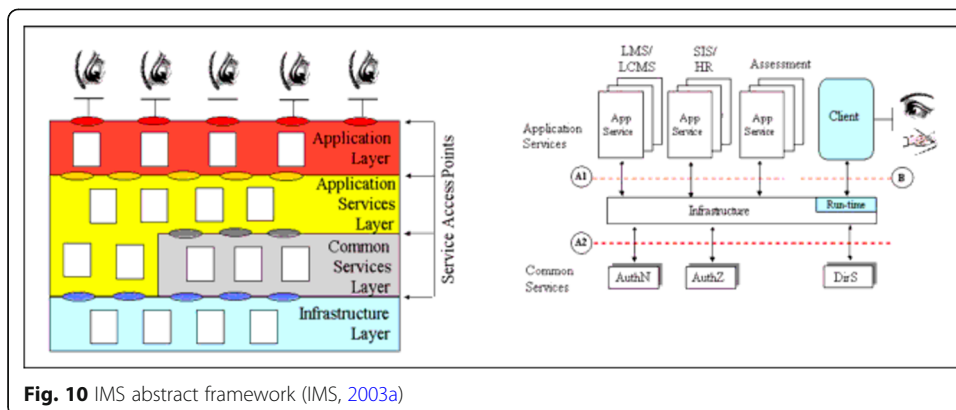 Application
Layer
Application
Services
Layer
Common
Services
Layer
Infrastructure
Layer
Service Access Points
LMS/
LCMS
SIS/
HR
Assessment
Application
Services
App
Service
App
Service
App
Service
Client
A1
B
Infrastructure
Run-time
A2
Common
Services
AuthN
AuthZ
DirS
Fig. 10 IMS abstract framework (IMS, 2003a)